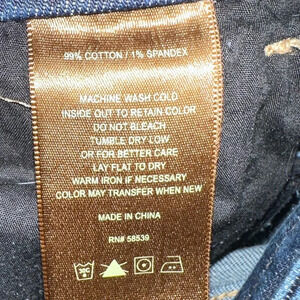 99% COTTON / 1% SPANDEX
MACHINE WASH COLD
INSIDE OUT TO RETAIN COLOR
DO NOT BLEACH
TUMBLE DRY LOW
OR FOR BETTER CARE
LAY FLAT TO DRY
WARM IRON IF NECESSARY
COLOR MAY TRANSFER WHEN NEW
MADE IN CHINA
RN# 58539